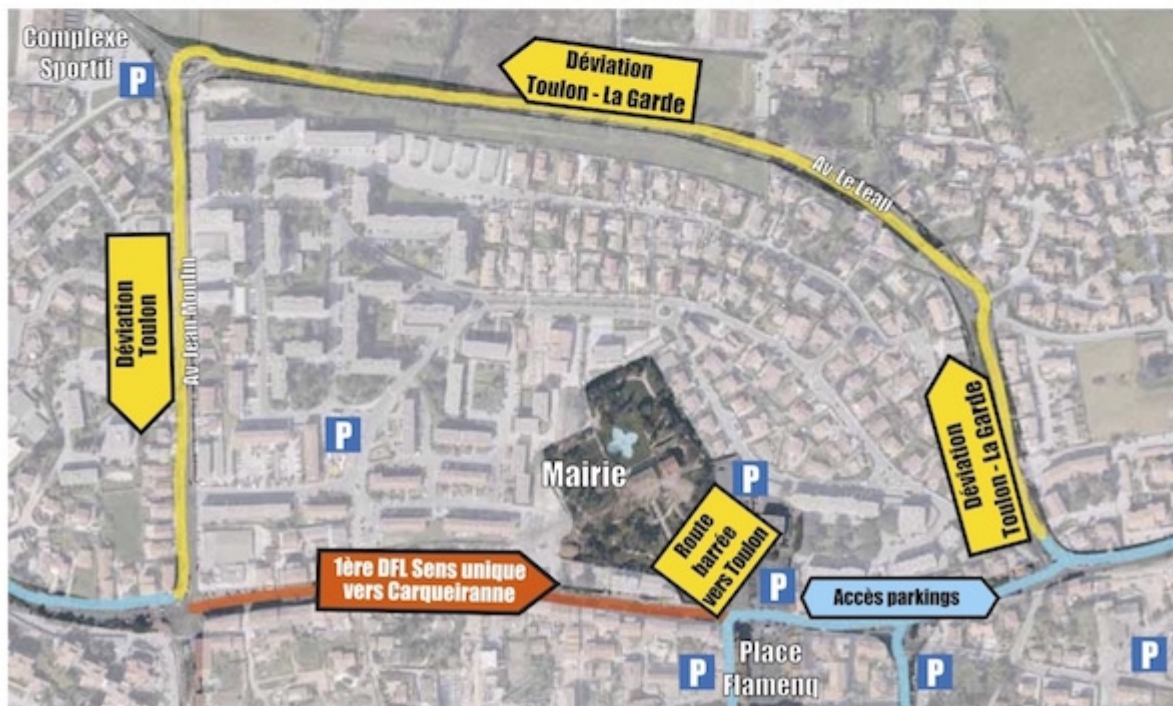 Complexe
Sportif
P
Déviation
Toulon - La Garde
Av Le Leap
Déviation
Toulon
Av Jean Moulin
P
Mairie
P
Déviation
Toulon - La Garde
Route
barrée
vers Toulon
1ère DFL Sens unique
vers Carqueiranne
P
Accès parkings
Place
Flamenq
P
P
P